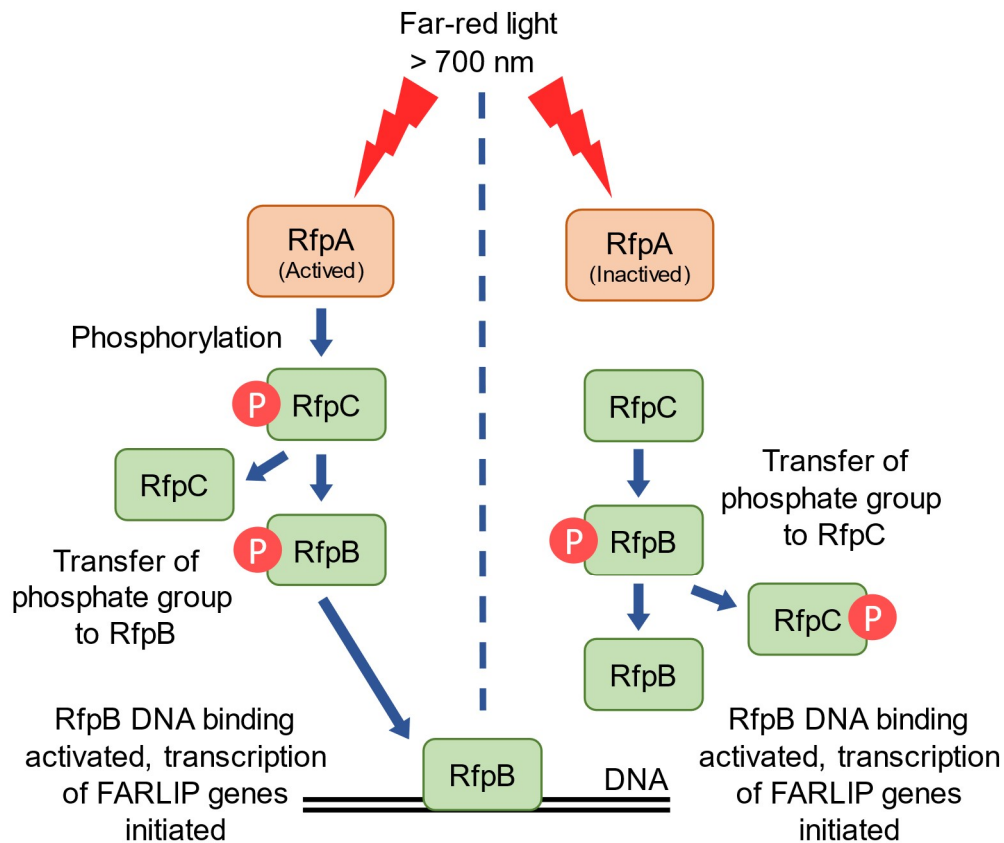 Far-red light
> 700 nm
RfpA
(Actived)
Phosphorylation
P
RfpC
RfpC
P
RfpB
Transfer of
phosphate group
to RfpB
RfpB DNA binding
activated, transcription
of FARLIP genes
initiated
RfpB
DNA
RfpA
(Inactived)
RfpC
Transfer of
phosphate group
to RfpC
P
RfpB
RfpC
P
RfpB
RfpB DNA binding
activated, transcription
of FARLIP genes
initiated